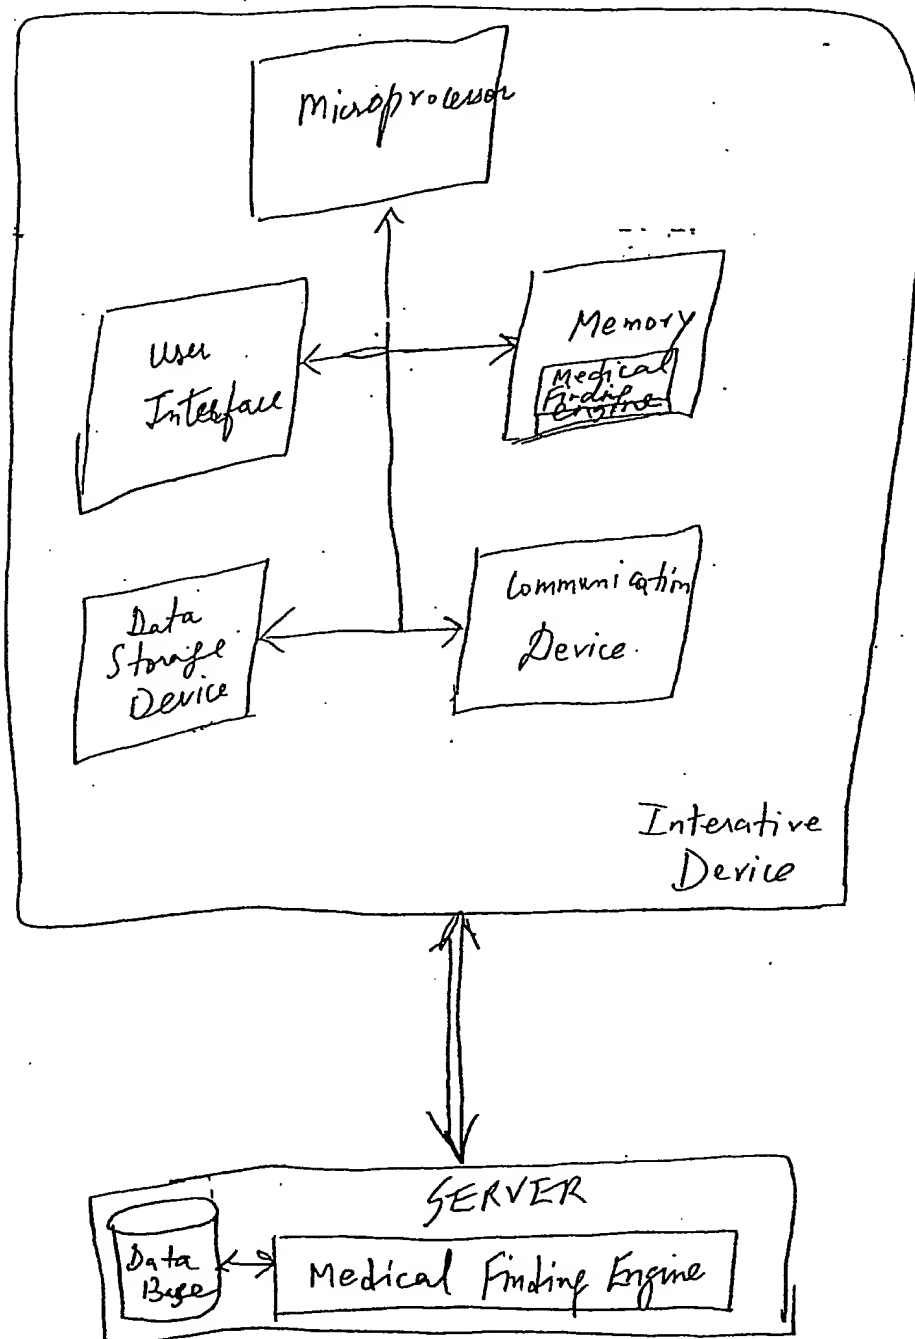 Microprocessor
User
Interface
Memory
Medical
Finding
Engine
Data
Storage
Device
Communication
Device
Interative
Device
SERVER
Data
Base
Medical Finding Engine